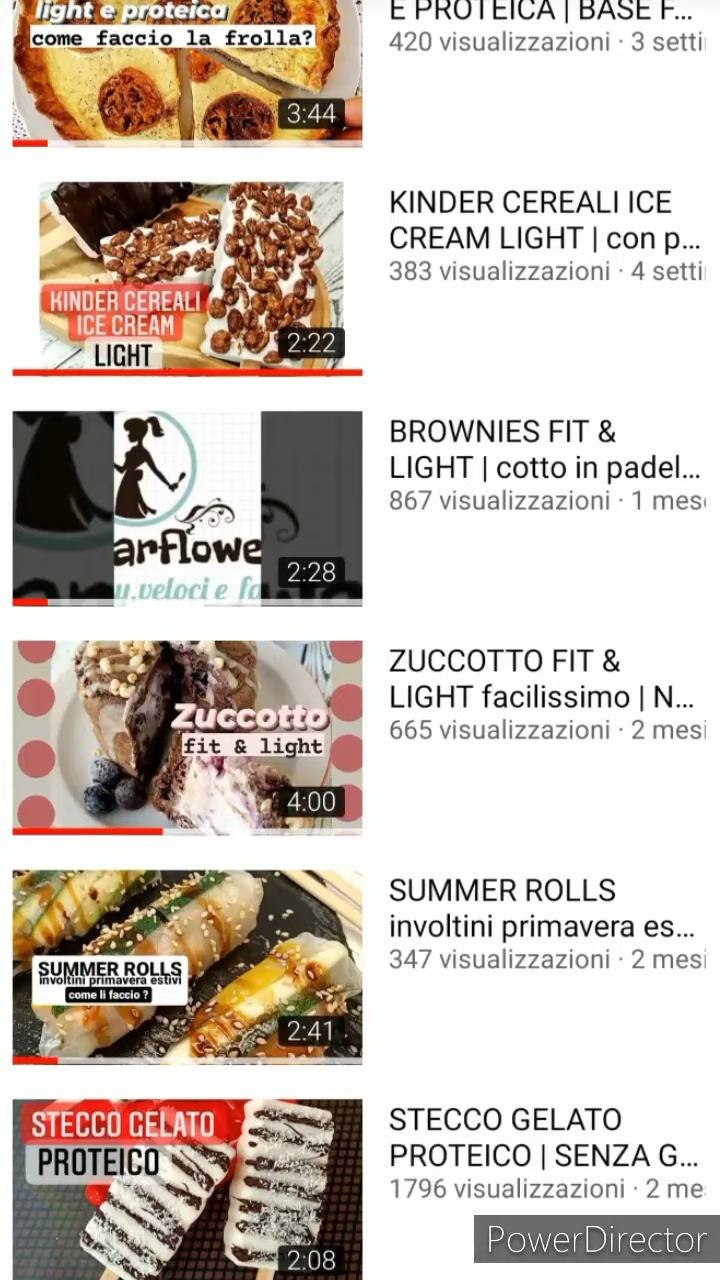 light e proteica
come faccio la frolla?
3:44
E PROTEICA | BASE F...
420 visualizzazioni · 3 setti
KINDER CEREALI
ICE CREAM
LIGHT
2:22
KINDER CEREALI ICE
CREAM LIGHT | con p...
383 visualizzazioni · 4 setti
arflowe
y,veloci e fa
2:28
BROWNIES FIT &
LIGHT | cotto in padel...
867 visualizzazioni · 1 mese
Zuccotto
fit & light
4:00
ZUCCOTTO FIT &
LIGHT facilissimo | N...
665 visualizzazioni · 2 mesi
SUMMER ROLLS
involtini primavera estivi
come li faccio ?
2:41
SUMMER ROLLS
involtini primavera es...
347 visualizzazioni · 2 mesi
STECCO GELATO
PROTEICO
2:08
STECCO GELATO
PROTEICO | SENZA G...
1796 visualizzazioni · 2 me
PowerDirector